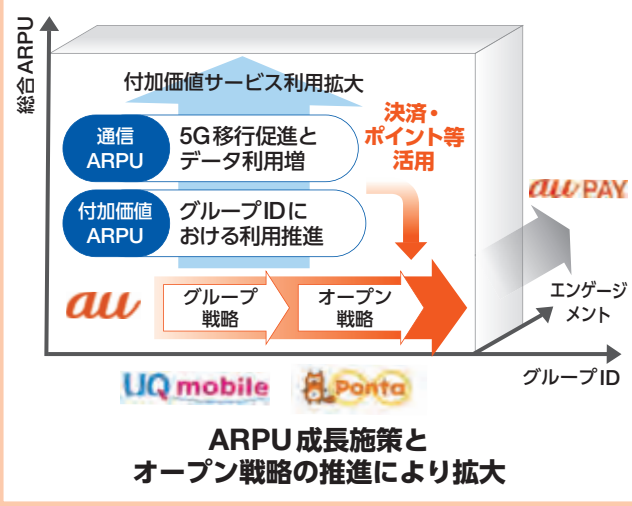 総合ARPU
付加価値サービス利用拡大
通信
ARPU
5G移行促進と
データ利用増
決済・
ポイント等
活用
付加価値
ARPU
グループIDに
おける利用推進
au PAY
au
グループ
戦略
オープン
戦略
エンゲージ
メント
グループID
UQ mobile
Ponta
ARPU成長施策と
オープン戦略の推進により拡大